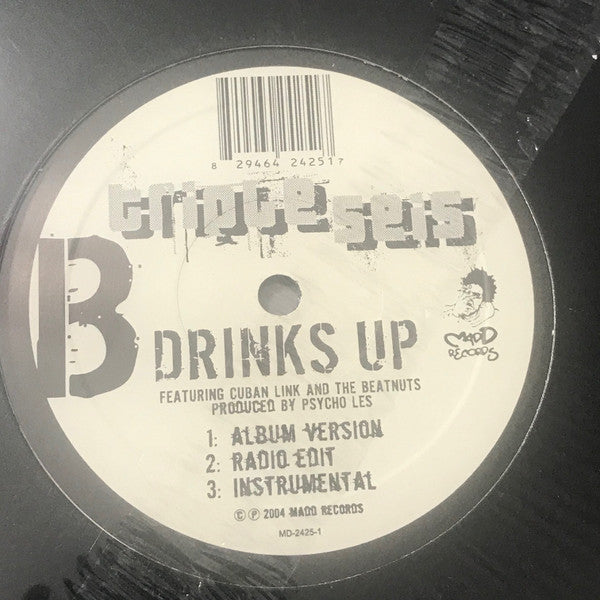 8 29464 24251 7
triple seis
B
DRINKS UP
MADD
RECORDS
FEATURING CUBAN LINK AND THE BEATNUTS
PRODUCED BY PSYCHO LES
1: ALBUM VERSION
2: RADIO EDIT
3: INSTRUMENTAL
© ℗ 2004 MADD RECORDS
MD-2425-1